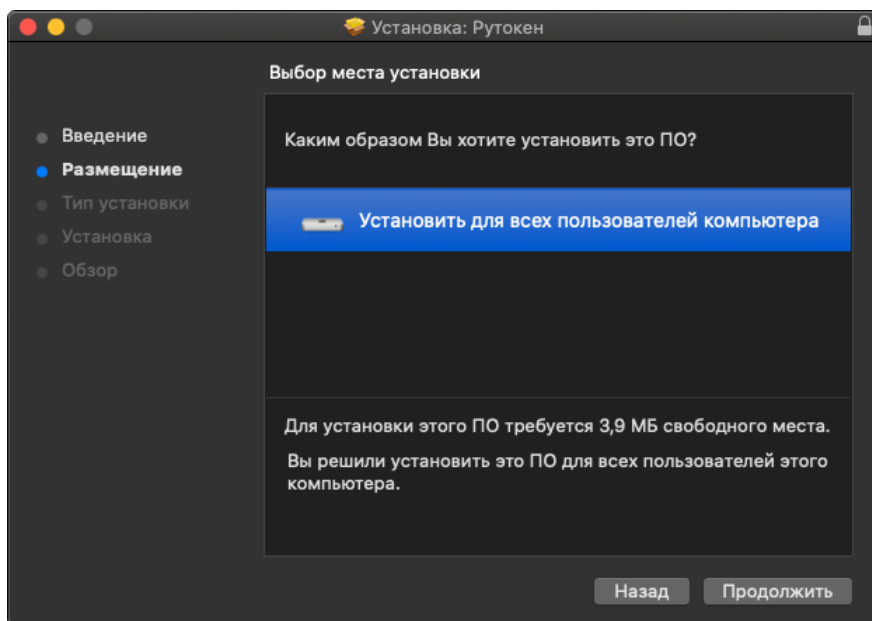 Установка: Рутокен
Выбор места установки
Введение
Размещение
Тип установки
Установка
Обзор
Каким образом Вы хотите установить это ПО?
Установить для всех пользователей компьютера
Для установки этого ПО требуется 3,9 МБ свободного места.
Вы решили установить это ПО для всех пользователей этого
компьютера.
Назад
Продолжить